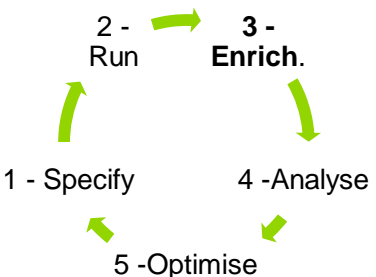 2 -
Run
3 -
Enrich.
1 - Specify
4 -Analyse
5 -Optimise